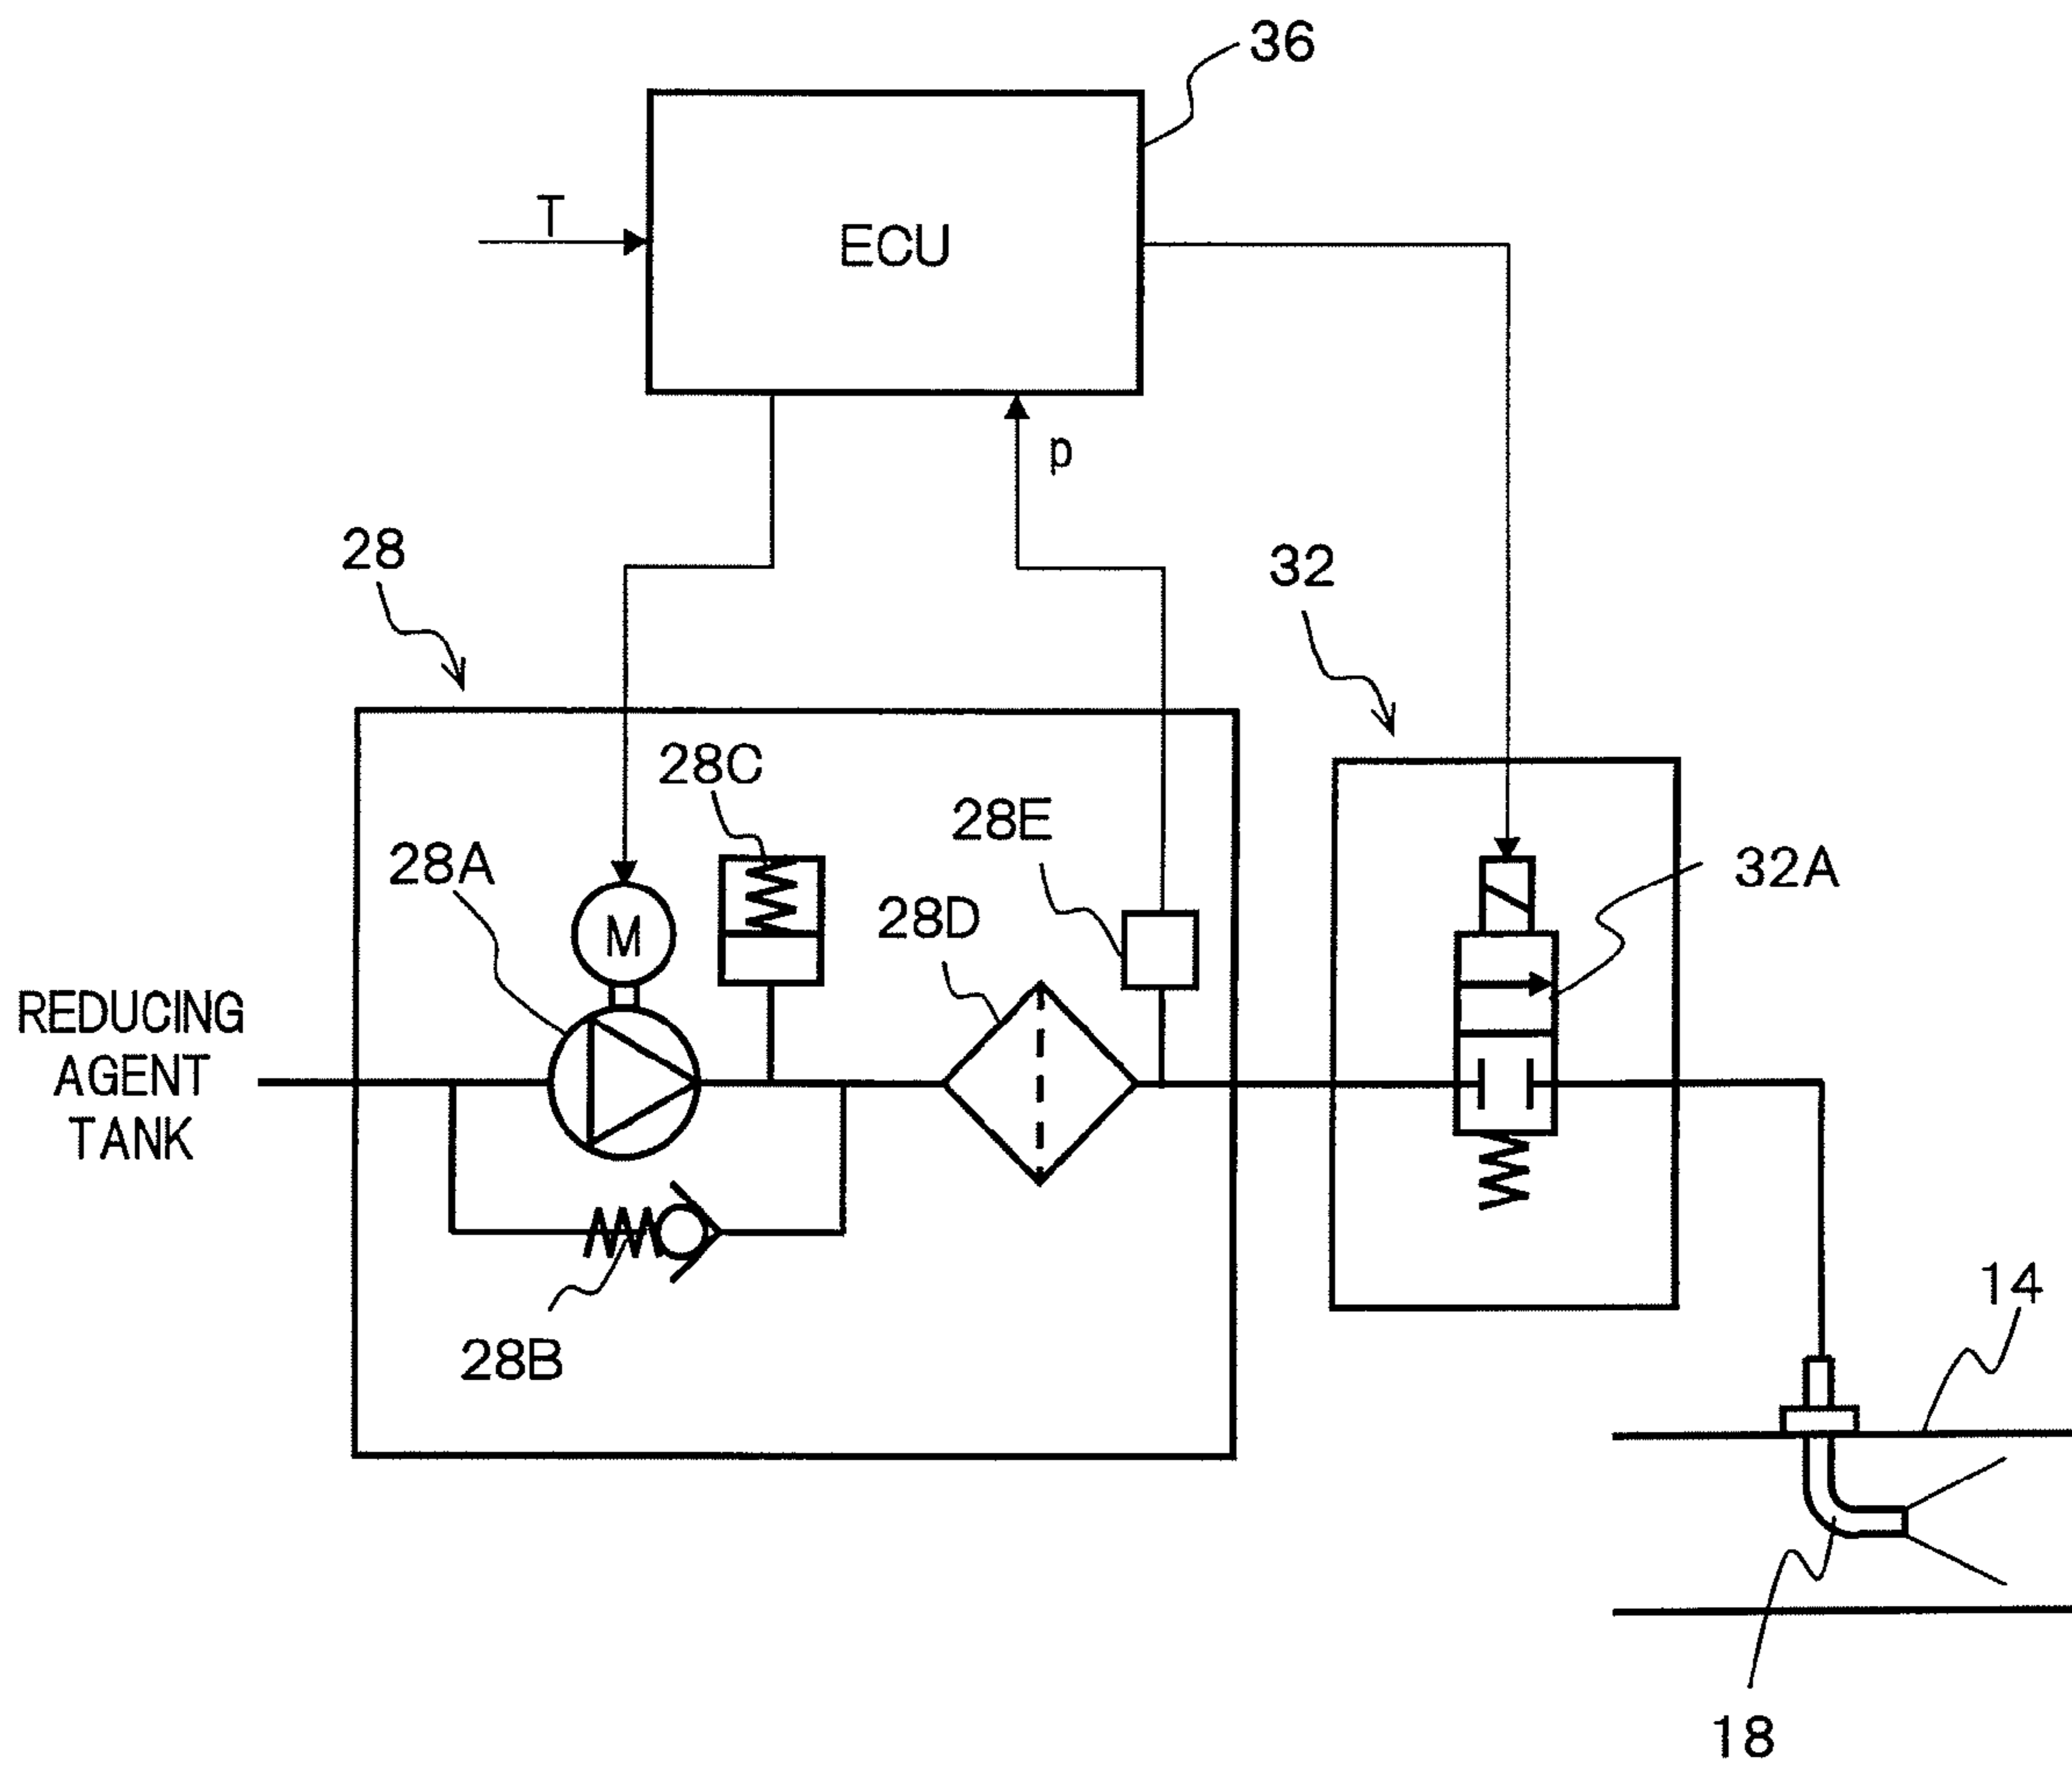 36
T
ECU
p
28
32
28C
28E
28A
32A
28D
M
REDUCING
AGENT
TANK
14
28B
18